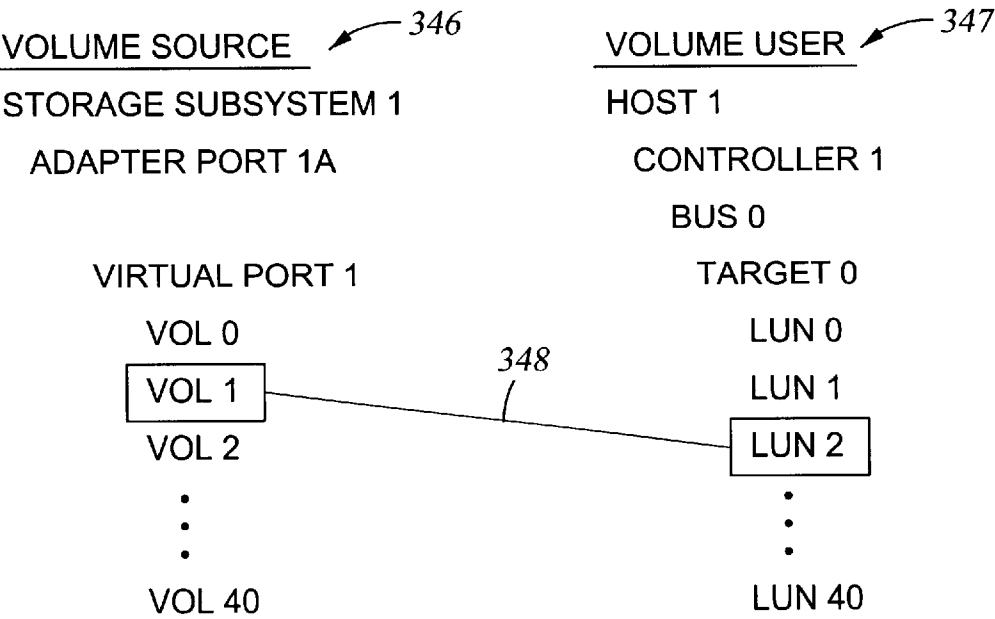 VOLUME SOURCE 346
STORAGE SUBSYSTEM 1
ADAPTER PORT 1A
VIRTUAL PORT 1
VOL 0
VOL 1
VOL 2
VOL 40
348
VOLUME USER 347
HOST 1
CONTROLLER 1
BUS 0
TARGET 0
LUN 0
LUN 1
LUN 2
LUN 40